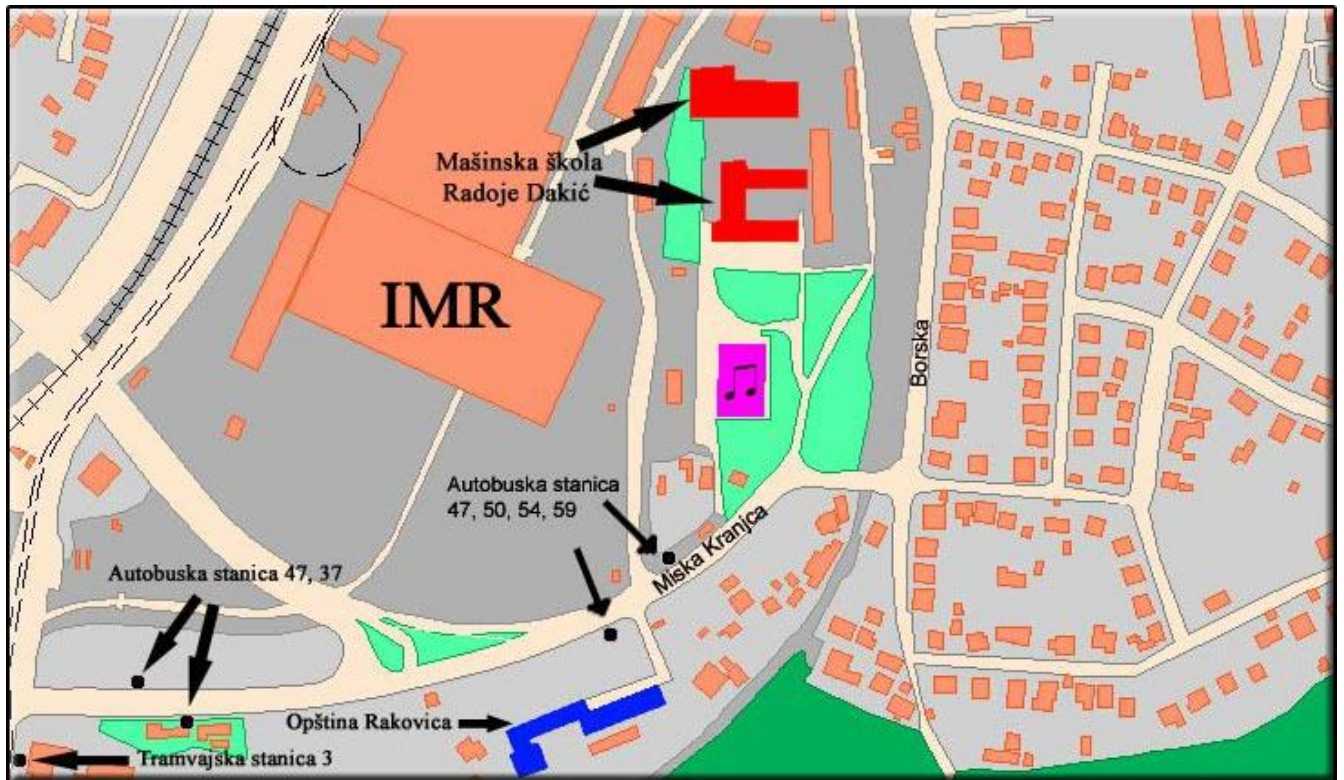 Mašinska škola
Radoje Dakić
IMR
Borska
Autobuska stanica
47, 50, 54, 59
Miska Kranjca
Autobuska stanica 47, 37
Opština Rakovica
Tramvajska stanica 3